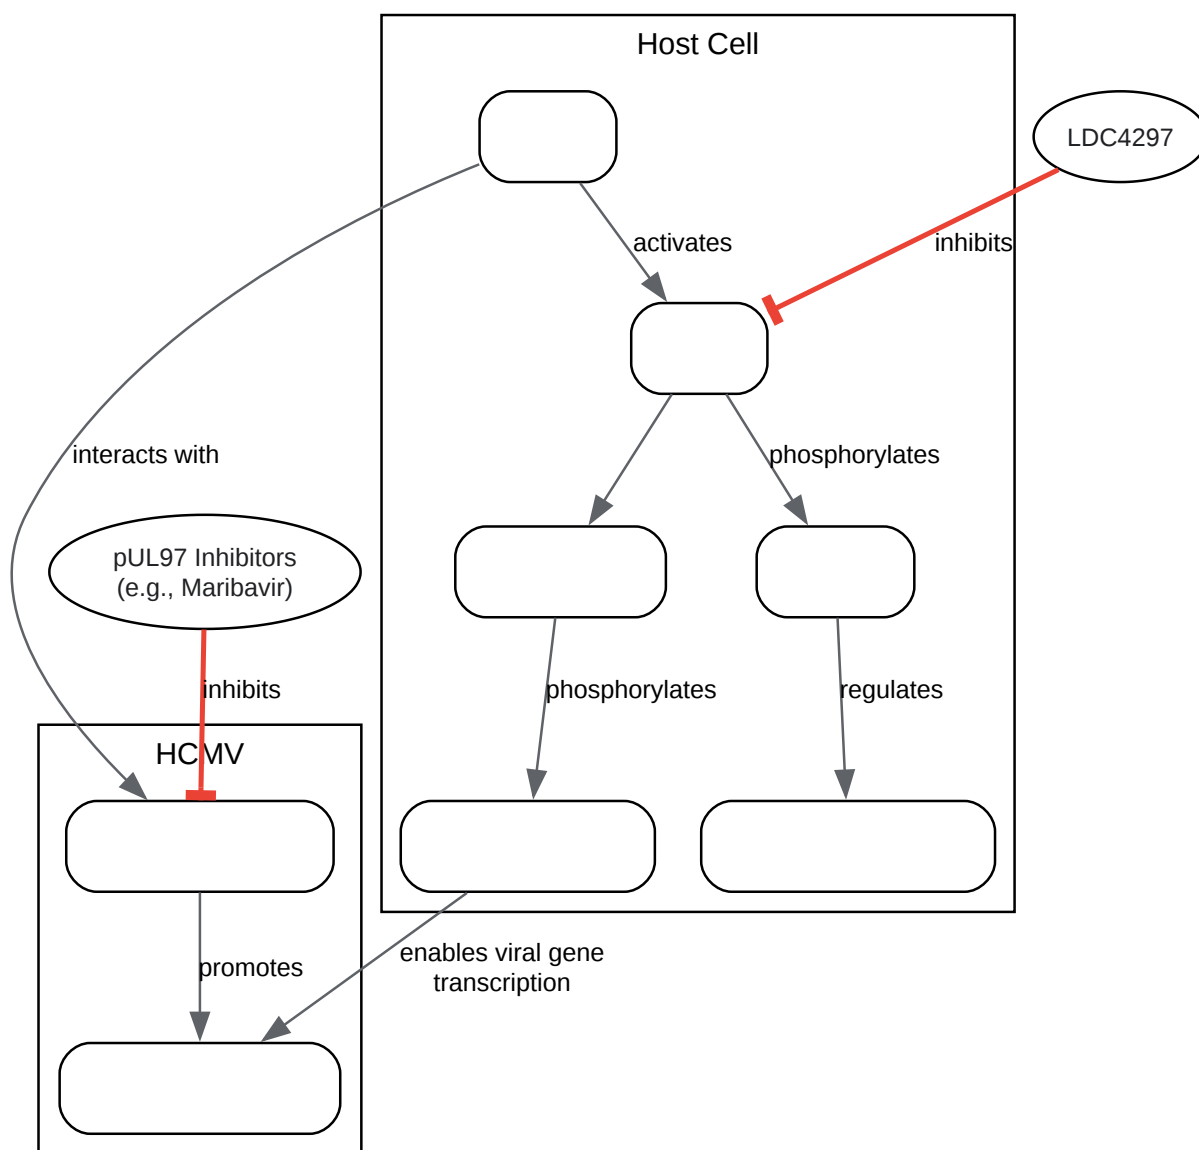 Host Cell
LDC4297
activates
inhibits
interacts with
phosphorylates
pUL97 Inhibitors
(e.g., Maribavir)
inhibits
phosphorylates
regulates
HCMV
enables viral gene
transcription
promotes